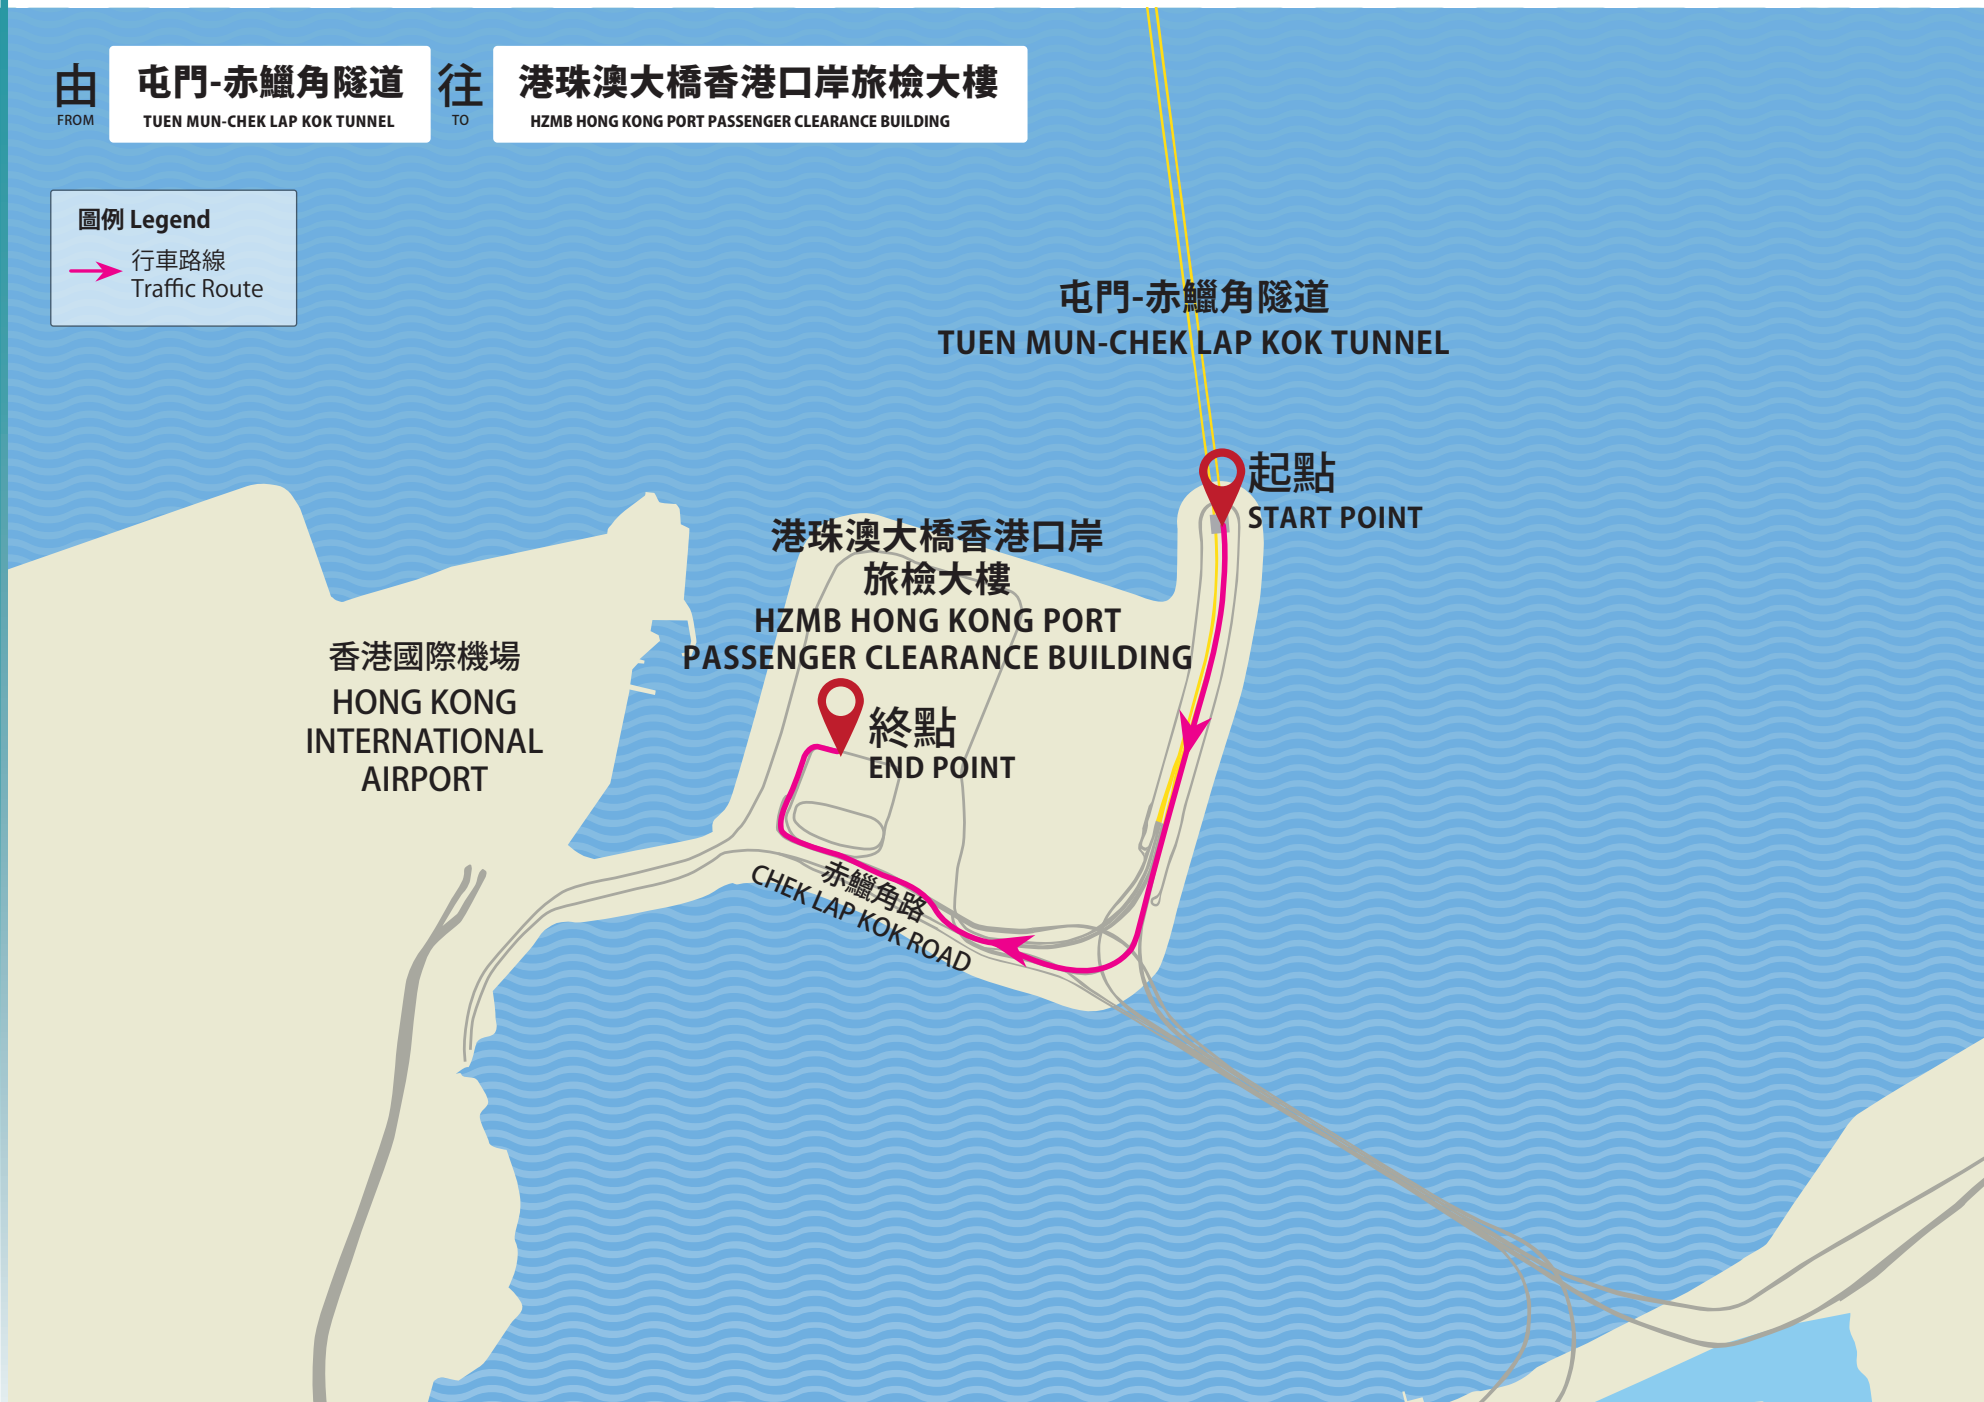 由 屯門-赤鱲角隧道 往 港珠澳大橋香港口岸旅檢大樓
FROM TUEN MUN-CHEK LAP KOK TUNNEL TO HZMB HONG KONG PORT PASSENGER CLEARANCE BUILDING
圖例 Legend
行車路線
Traffic Route
屯門-赤鱲角隧道
TUEN MUN-CHEK LAP KOK TUNNEL
起點
START POINT
港珠澳大橋香港口岸
旅檢大樓
HZMB HONG KONG PORT
PASSENGER CLEARANCE BUILDING
香港國際機場
HONG KONG
INTERNATIONAL
AIRPORT
終點
END POINT
赤鱲角路
CHEK LAP KOK ROAD